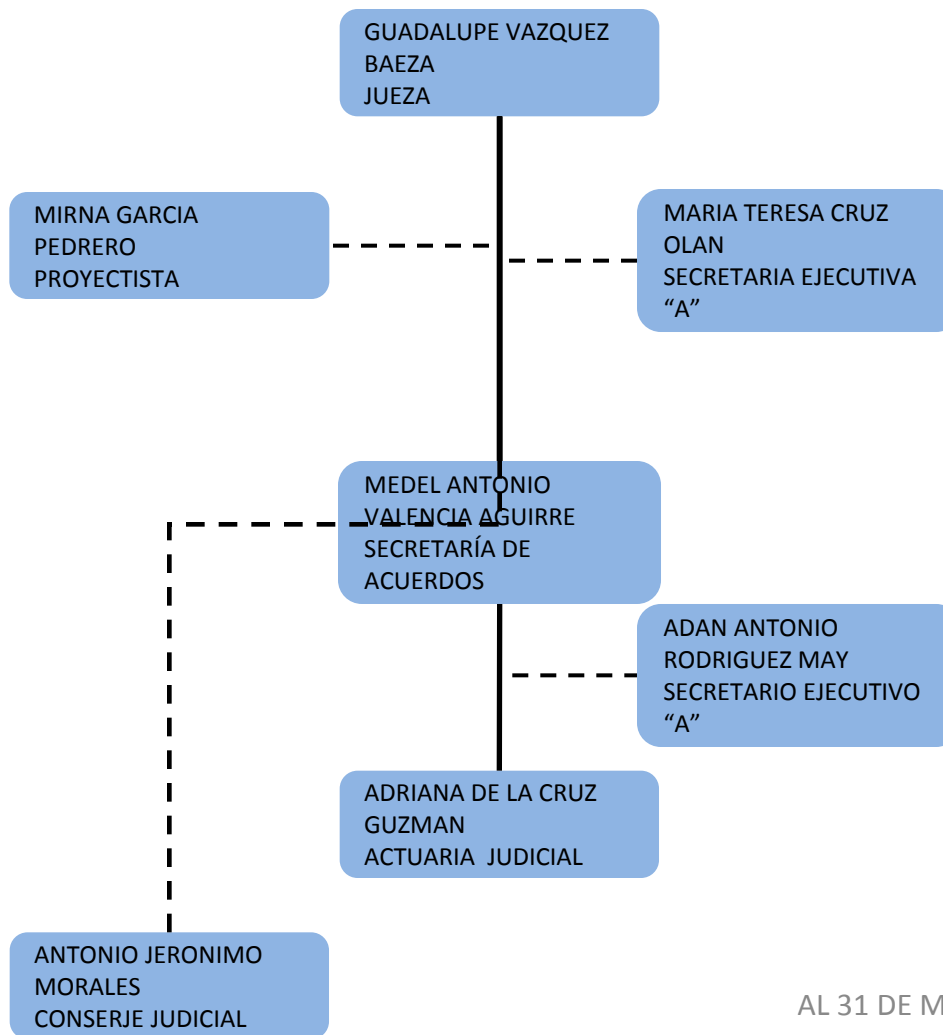 GUADALUPE VAZQUEZ
BAEZA
JUEZA
MIRNA GARCIA
PEDRERO
PROYECTISTA
MARIA TERESA CRUZ
OLAN
SECRETARIA EJECUTIVA
“A”
MEDEL ANTONIO
VALENCIA AGUIRRE
SECRETARÍA DE
ACUERDOS
ADAN ANTONIO
RODRIGUEZ MAY
SECRETARIO EJECUTIVO
“A”
ADRIANA DE LA CRUZ
GUZMAN
ACTUARIA JUDICIAL
ANTONIO JERONIMO
MORALES
CONSERJE JUDICIAL
AL 31 DE M